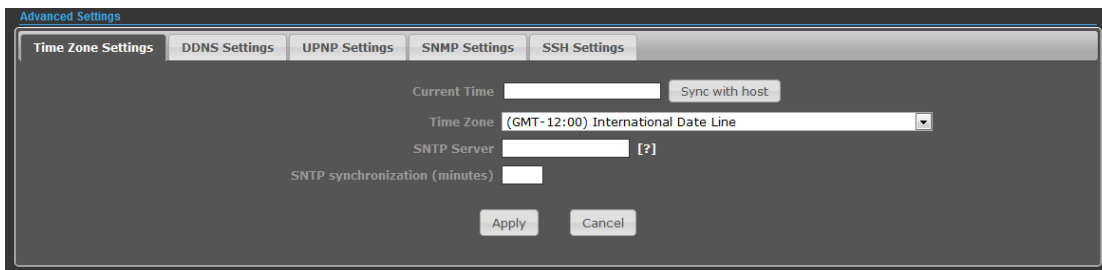 Advanced Settings
Time Zone Settings DDNS Settings UPNP Settings SNMP Settings SSH Settings
Current Time Sync with host
Time Zone (GMT-12:00) International Date Line
SNTP Server [?]
SNTP synchronization (minutes)
Apply Cancel